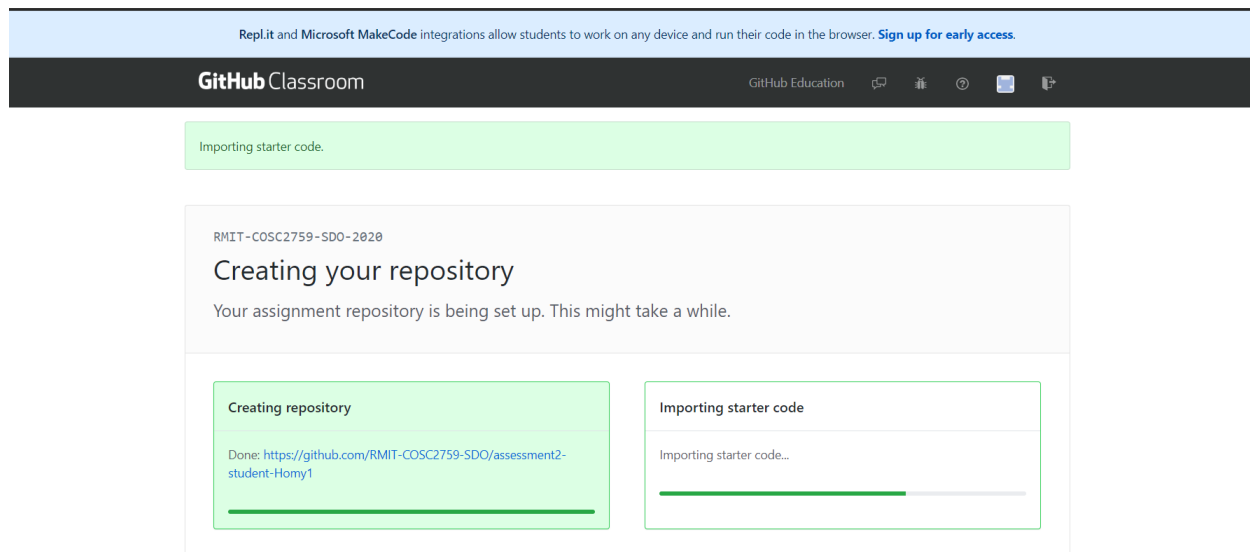 Repl.it and Microsoft MakeCode integrations allow students to work on any device and run their code in the browser. Sign up for early access.
GitHub Classroom
GitHub Education
Importing starter code.
RMIT-COSC2759-SDO-2020
Creating your repository
Your assignment repository is being set up. This might take a while.
Creating repository
Done: https://github.com/RMIT-COSC2759-SDO/assessment2-
student-Homy1
Importing starter code
Importing starter code...